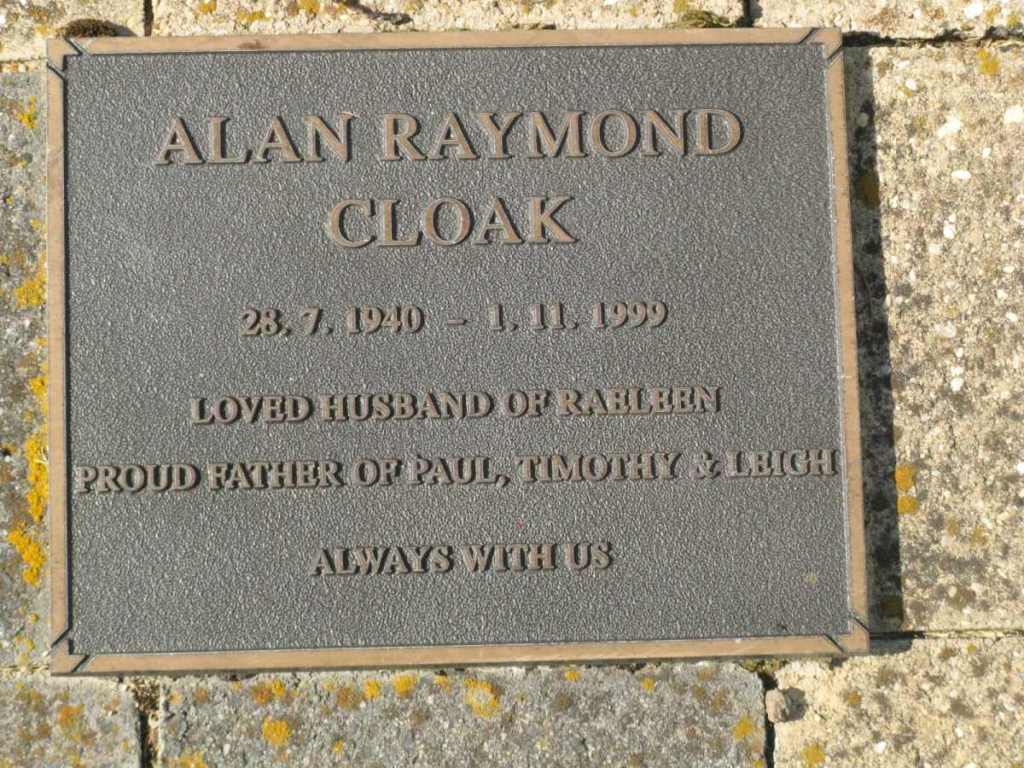 ALAN RAYMOND
CLOAK
28. 7. 1940 – 1. 11. 1999
LOVED HUSBAND OF RAELEEN
PROUD FATHER OF PAUL, TIMOTHY & LEIGH
ALWAYS WITH US